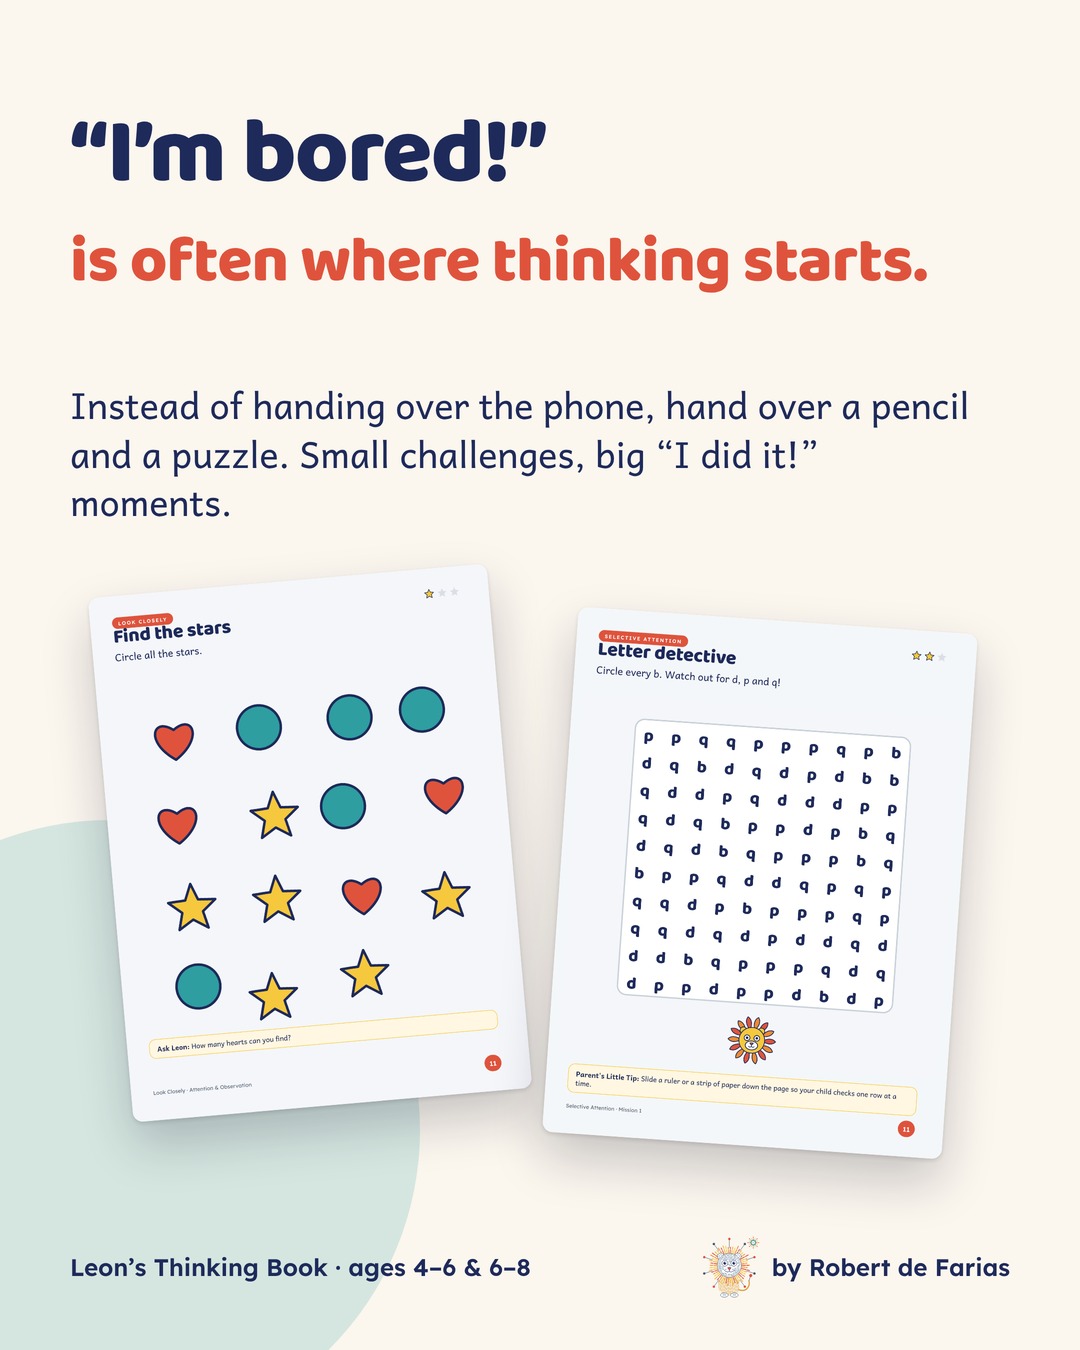 “I’m bored!”
is often where thinking starts.
Instead of handing over the phone, hand over a pencil
and a puzzle. Small challenges, big “I did it!”
moments.
LOOK CLOSELY
Find the stars
Circle all the stars.
Ask Leon: How many hearts can you find?
Look Closely · Attention & Observation
11
SELECTIVE ATTENTION
Letter detective
Circle every b. Watch out for d, p and q!
p p q q p p p q p b
d q b d q d p d b b
q d d p q d d d p p
q d q b p p d p b q
d q d b q p p p b q
b p p q d d q p q p
q q d p b p p p q p
q q d q d p d d q d
d d b q p p p q d q
d p p d p p d b d p
Parent’s Little Tip: Slide a ruler or a strip of paper down the page so your child checks one row at a
time.
Selective Attention · Mission 1
11
Leon’s Thinking Book · ages 4–6 & 6–8
by Robert de Farias